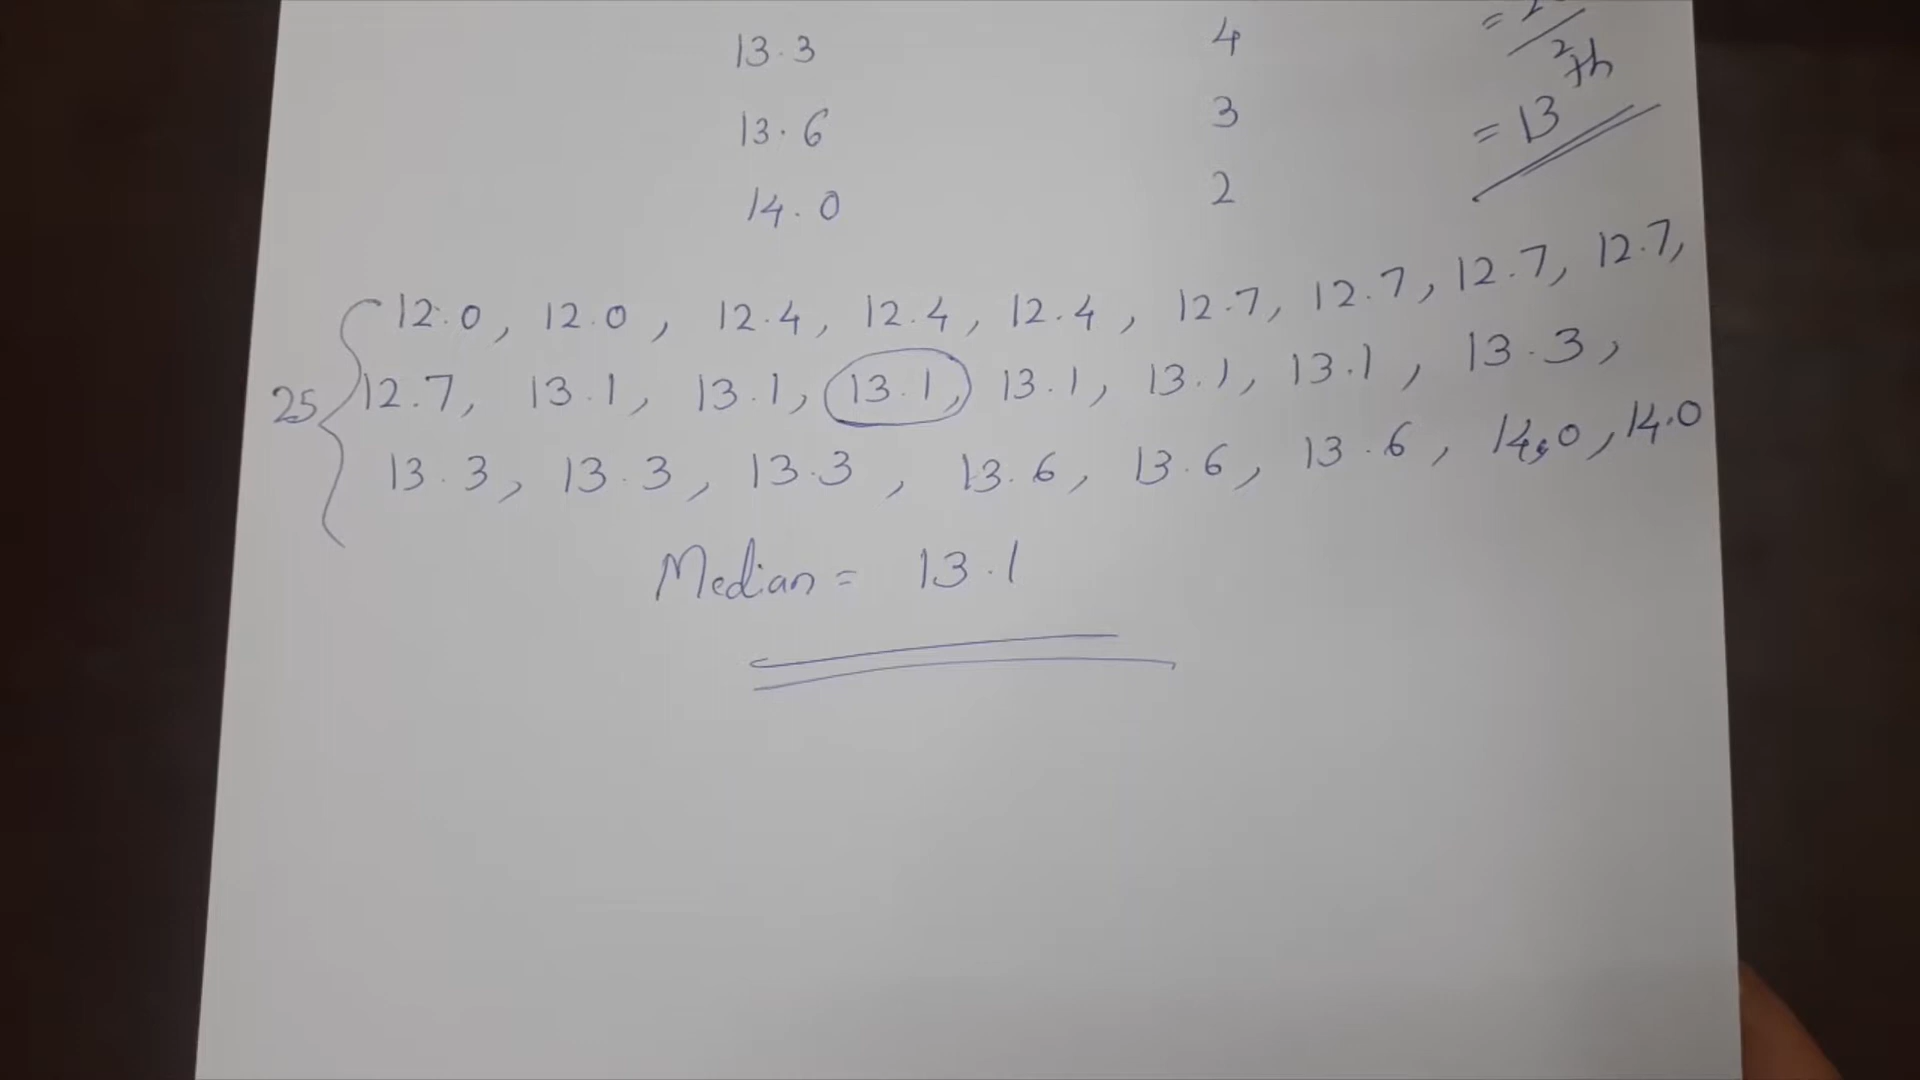 13.3 4
13.6 3
14.0 2
2
= 13th
12.0, 12.0, 12.4, 12.4, 12.4, 12.7, 12.7, 12.7, 12.7,
25 12.7, 13.1, 13.1, 13.1, 13.1, 13.1, 13.1, 13.3,
13.3, 13.3, 13.3, 13.6, 13.6, 13.6, 14.0, 14.0
Median = 13.1